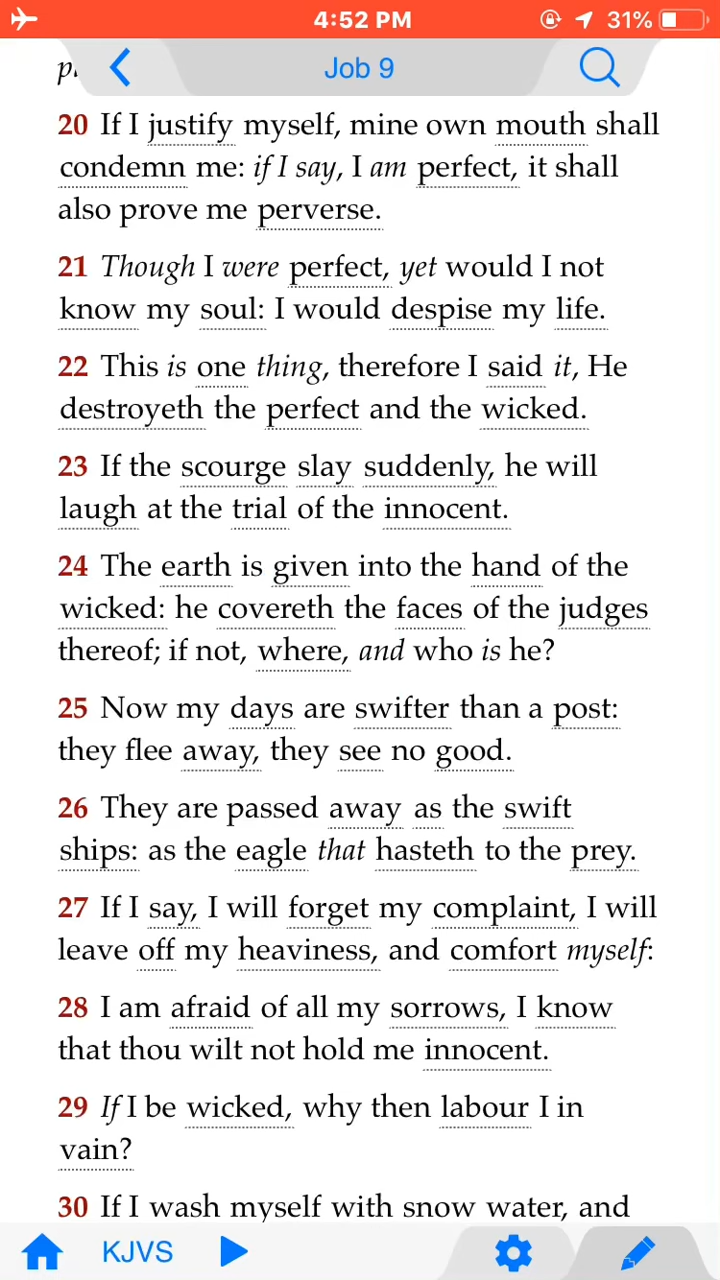 4:52 PM
31%
Job 9
20 If I justify myself, mine own mouth shall
condemn me: if I say, I am perfect, it shall
also prove me perverse.
21 Though I were perfect, yet would I not
know my soul: I would despise my life.
22 This is one thing, therefore I said it, He
destroyeth the perfect and the wicked.
23 If the scourge slay suddenly, he will
laugh at the trial of the innocent.
24 The earth is given into the hand of the
wicked: he covereth the faces of the judges
thereof; if not, where, and who is he?
25 Now my days are swifter than a post:
they flee away, they see no good.
26 They are passed away as the swift
ships: as the eagle that hasteth to the prey.
27 If I say, I will forget my complaint, I will
leave off my heaviness, and comfort myself:
28 I am afraid of all my sorrows, I know
that thou wilt not hold me innocent.
29 If I be wicked, why then labour I in
vain?
30 If I wash myself with snow water, and
KJVS